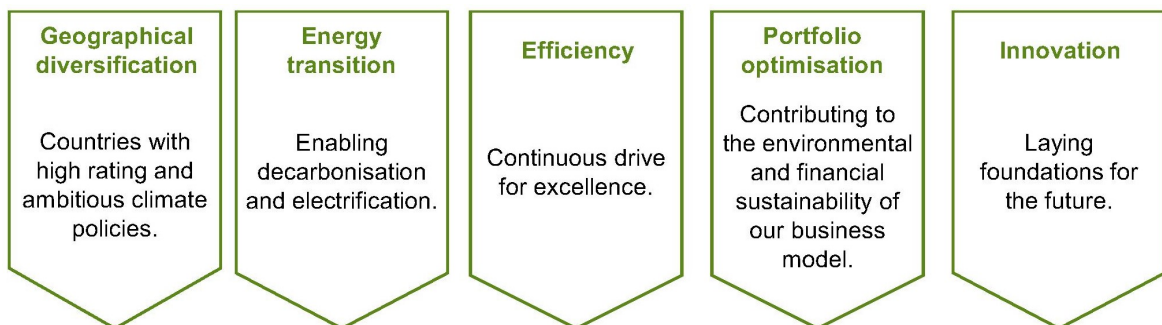 Geographical
diversification
Countries with
high rating and
ambitious climate
policies.
Energy
transition
Enabling
decarbonisation
and electrification.
Efficiency
Continuous drive
for excellence.
Portfolio
optimisation
Contributing to
the environmental
and financial
sustainability of
our business
model.
Innovation
Laying
foundations for
the future.